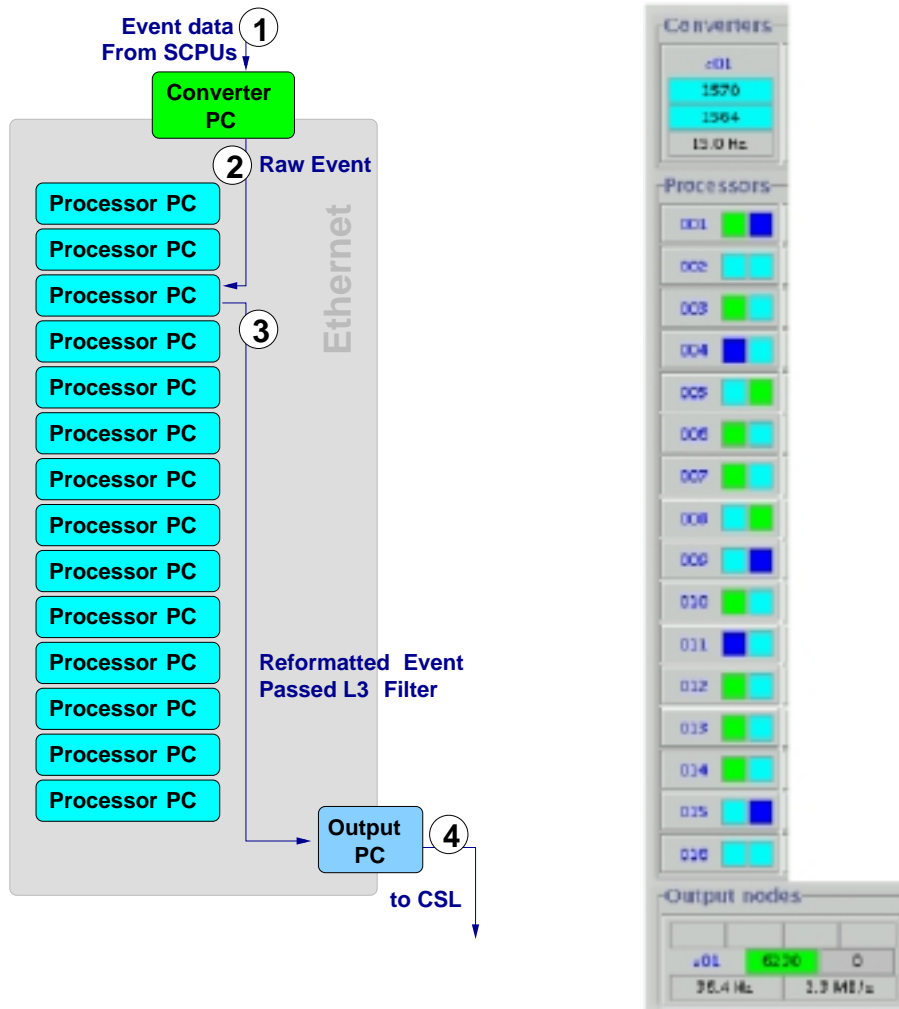 Event data
From SCPUs
1
Converter
PC
2
Raw Event
Processor PC
Processor PC
Processor PC
Processor PC
Processor PC
Processor PC
Processor PC
Processor PC
Processor PC
Processor PC
Processor PC
Processor PC
Processor PC
Processor PC
Ethernet
3
Reformatted Event
Passed L3 Filter
Output
PC
4
to CSL
Converters
c01
1570
1564
Processors
001
002
003
004
005
006
007
008
009
010
011
012
013
014
015
016
Output nodes
6230
0